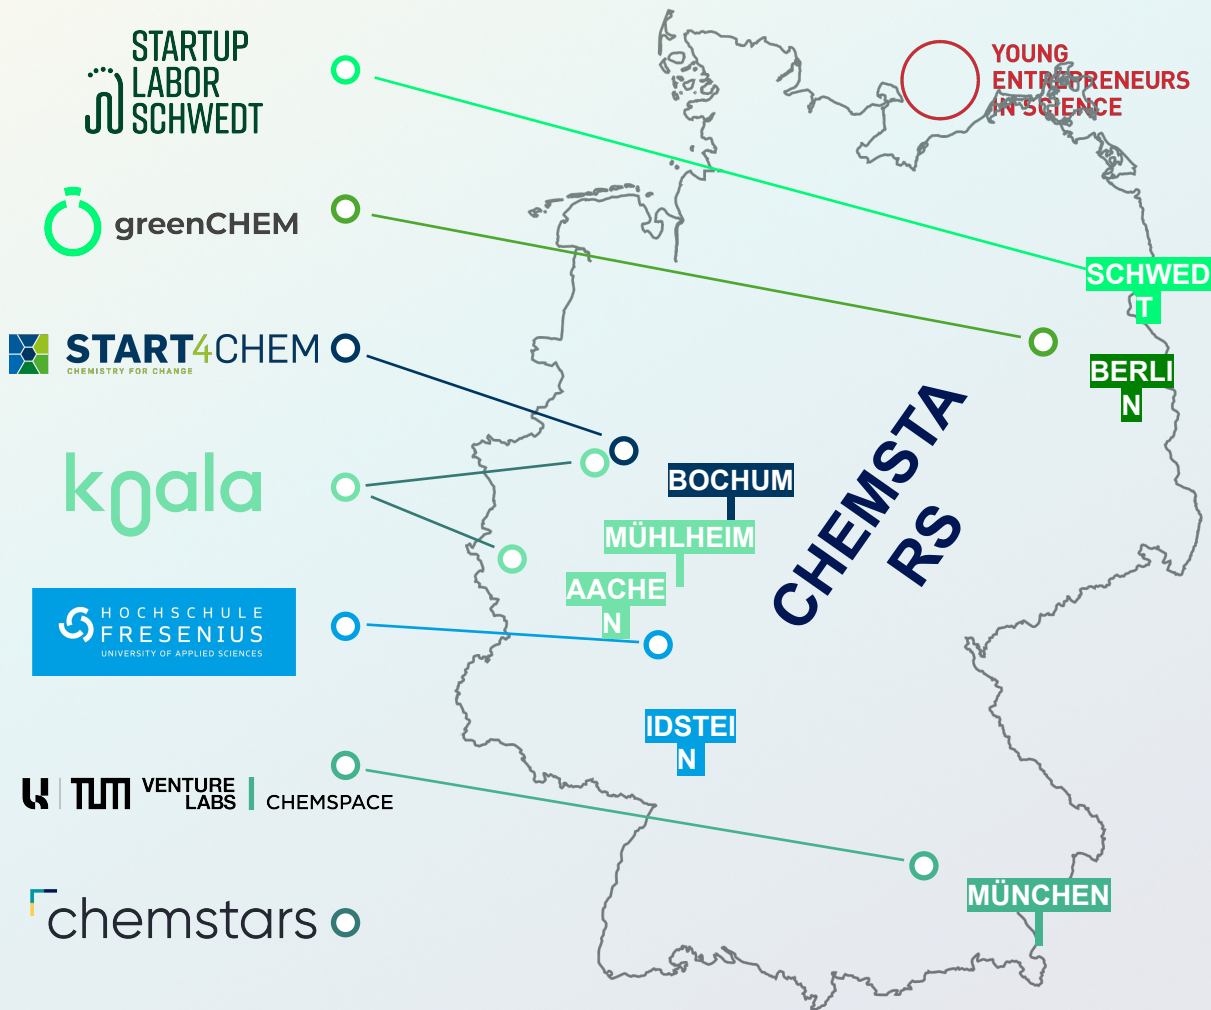 STARTUP
LABOR
SCHWEDT
YOUNG
ENTREPRENEURS
IN SCIENCE
greenCHEM
SCHWED
T
START4CHEM
CHEMISTRY FOR CHANGE
BERLI
N
CHEMSTA
RS
koala
BOCHUM
MÜHLHEIM
AACHE
N
HOCHSCHULE
FRESENIUS
UNIVERSITY OF APPLIED SCIENCES
IDSTEI
N
TUM
VENTURE
LABS
CHEMSPACE
MÜNCHEN
chemstars